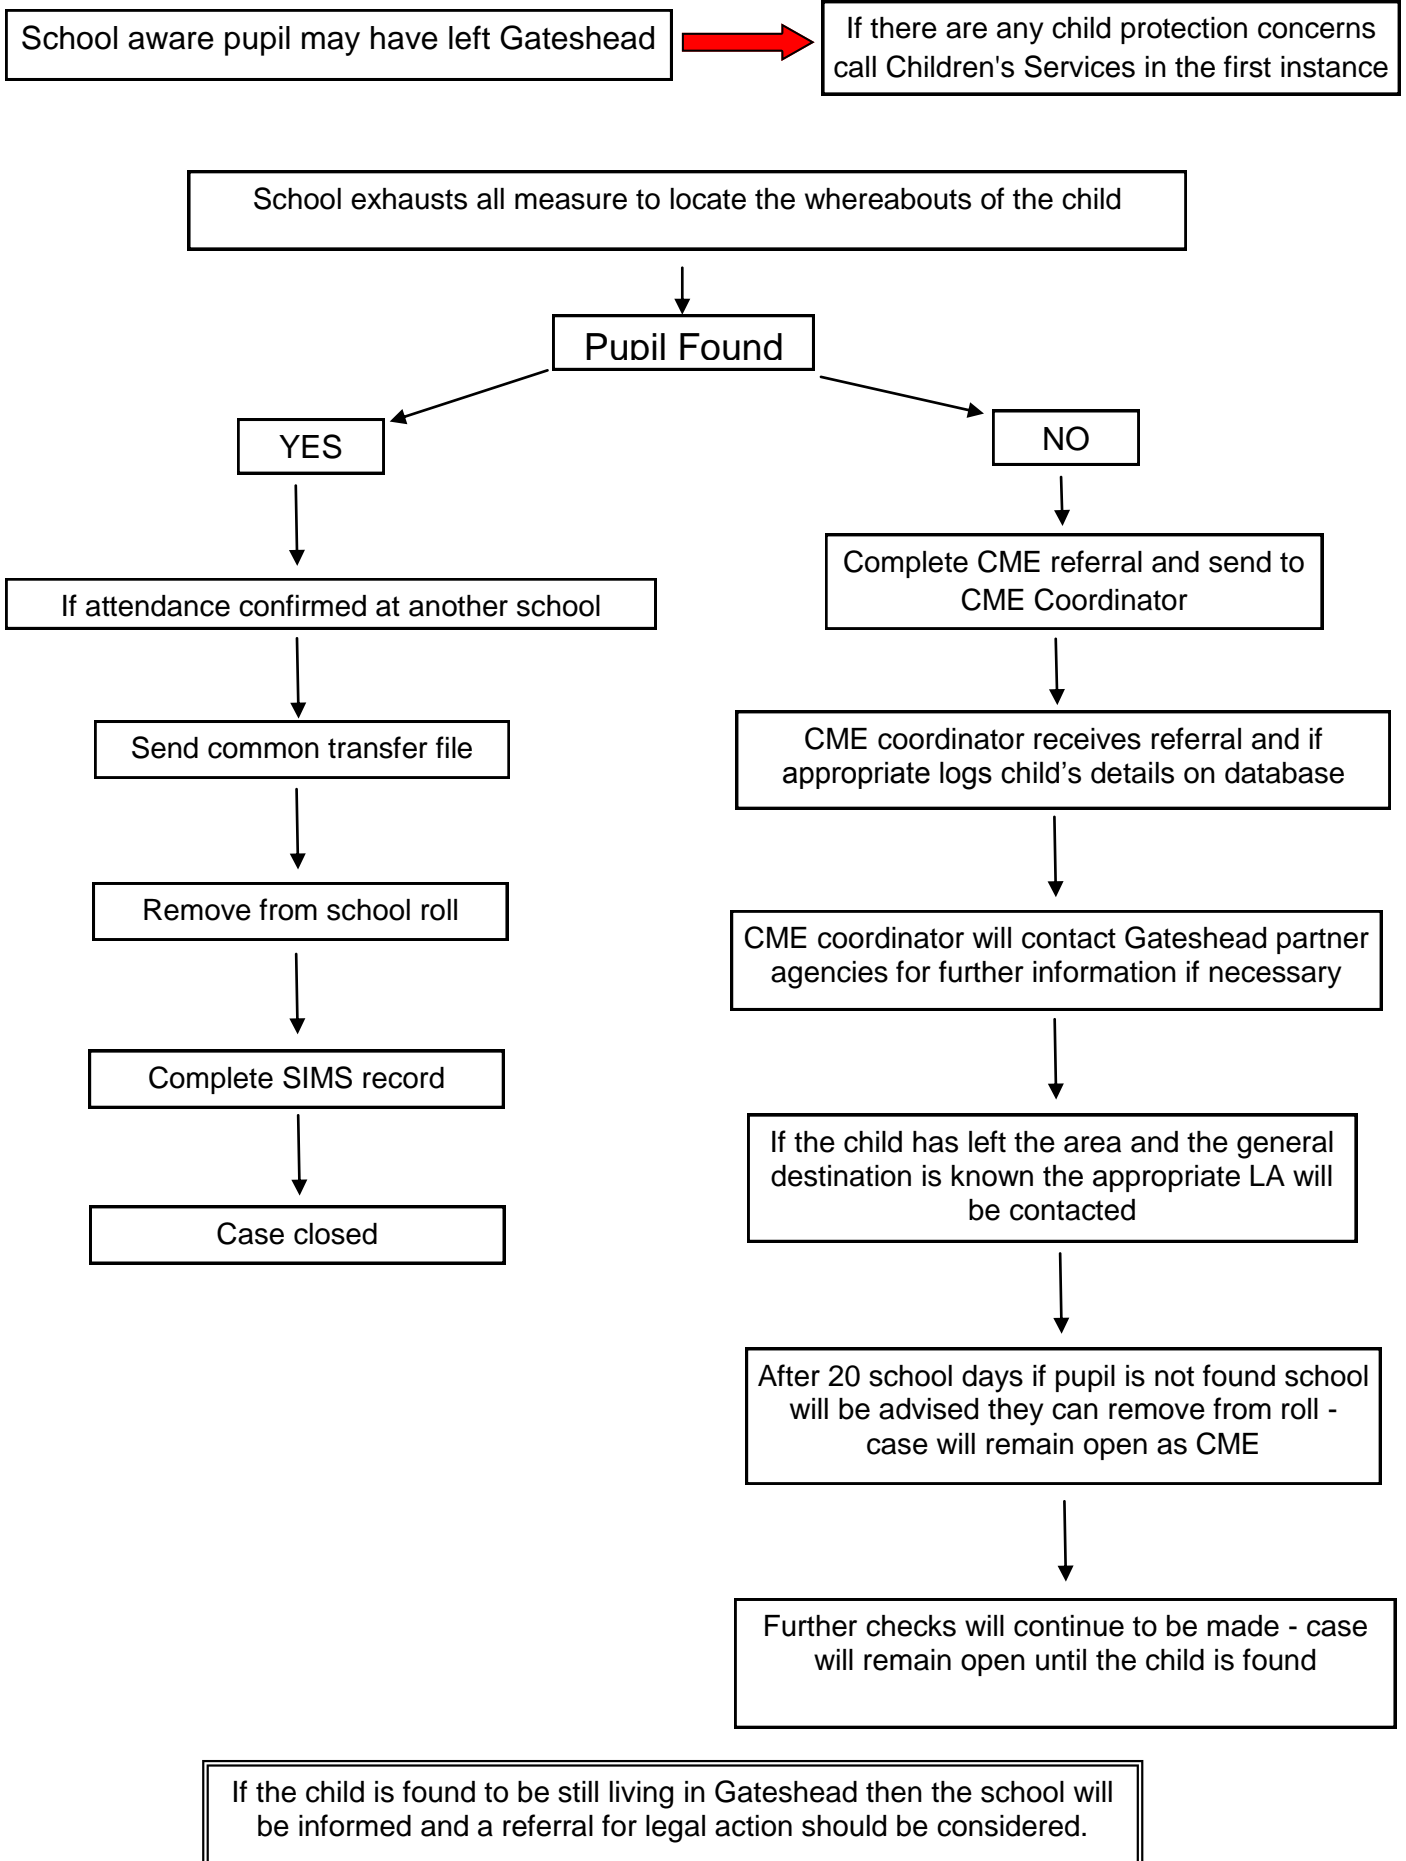 School aware pupil may have left Gateshead
If there are any child protection concerns
call Children's Services in the first instance
School exhausts all measure to locate the whereabouts of the child
Pupil Found
YES
NO
If attendance confirmed at another school
Send common transfer file
Remove from school roll
Complete SIMS record
Case closed
Complete CME referral and send to
CME Coordinator
CME coordinator receives referral and if
appropriate logs child’s details on database
CME coordinator will contact Gateshead partner
agencies for further information if necessary
If the child has left the area and the general
destination is known the appropriate LA will
be contacted
After 20 school days if pupil is not found school
will be advised they can remove from roll -
case will remain open as CME
Further checks will continue to be made - case
will remain open until the child is found
If the child is found to be still living in Gateshead then the school will
be informed and a referral for legal action should be considered.